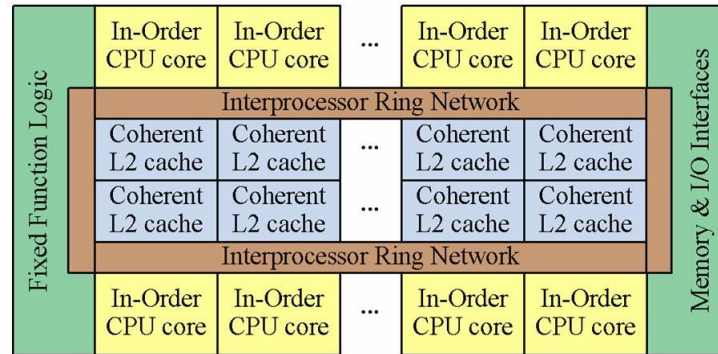 Fixed Function Logic
In-Order In-Order ... In-Order In-Order
CPU core CPU core CPU core CPU core
Interprocessor Ring Network
Coherent Coherent ... Coherent Coherent
L2 cache L2 cache L2 cache L2 cache
Coherent Coherent ... Coherent Coherent
L2 cache L2 cache L2 cache L2 cache
Interprocessor Ring Network
In-Order In-Order ... In-Order In-Order
CPU core CPU core CPU core CPU core
Memory & I/O Interfaces